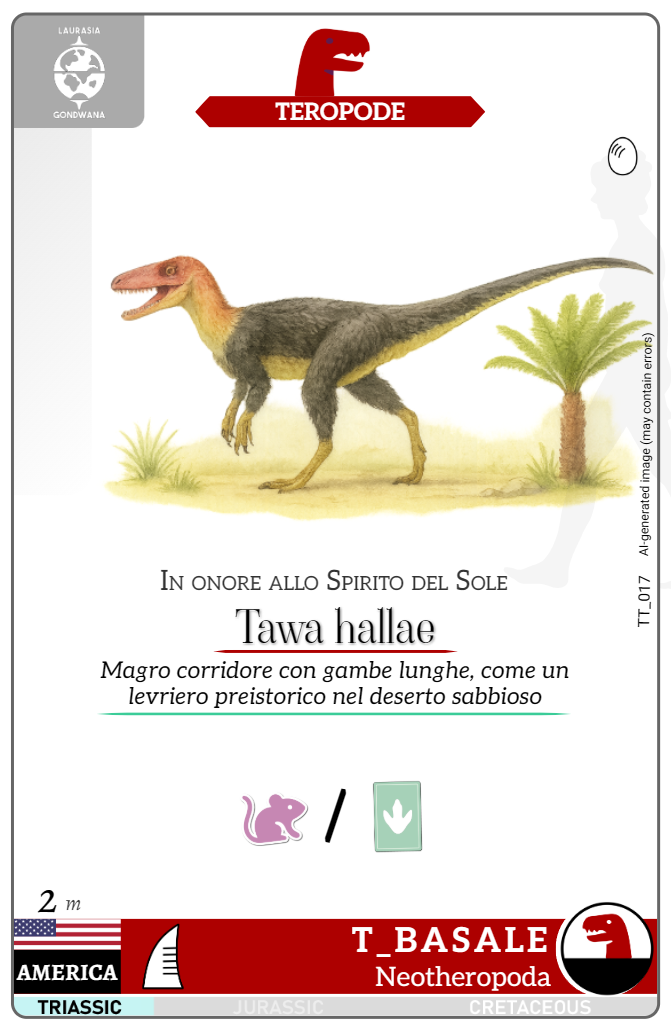 LAURASIA
GONDWANA
TEROPODE
AI-generated image (may contain errors)
TT_017
In onore allo Spirito del Sole
Tawa hallae
Magro corridore con gambe lunghe, come un
levriero preistorico nel deserto sabbioso
/
2 m
AMERICA
T_BASALE
Neotheropoda
TRIASSIC
JURASSIC
CRETACEOUS